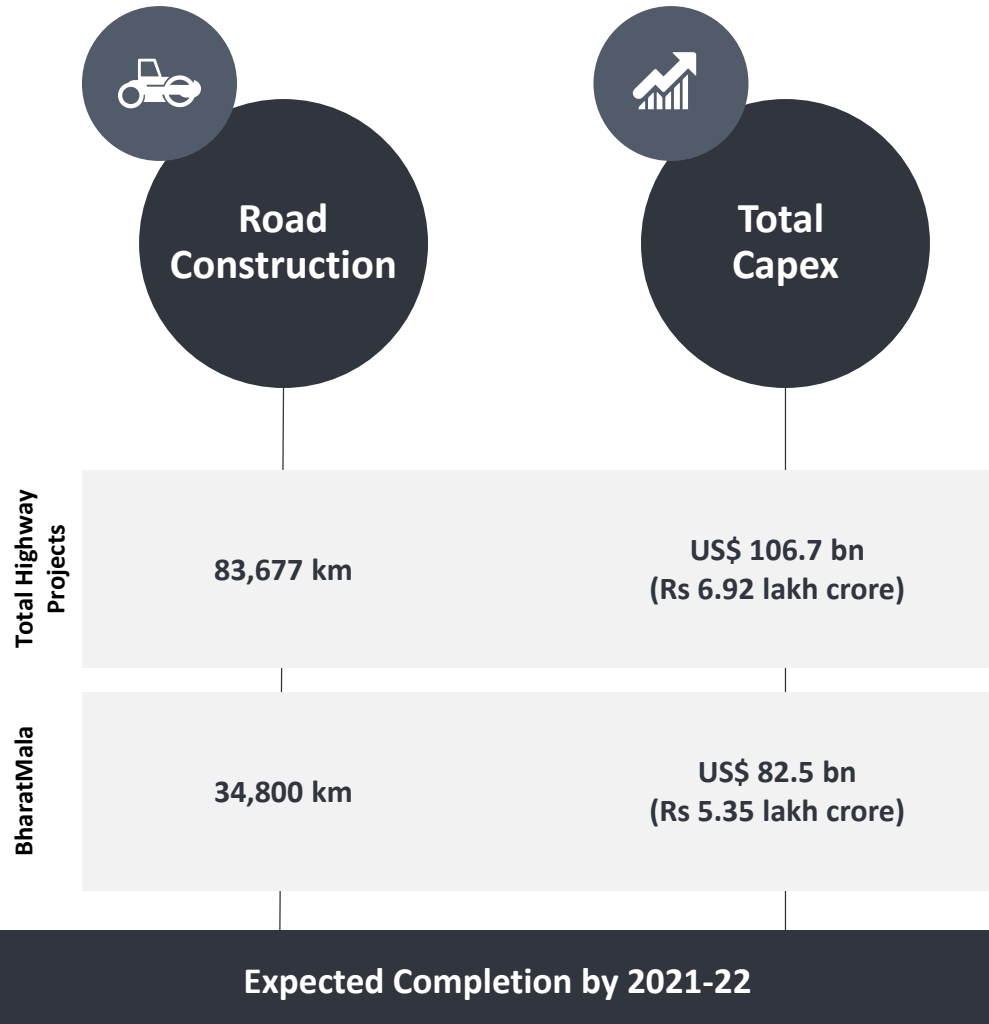 Road
Construction
Total
Capex
Total Highway
Projects
83,677 km
US$ 106.7 bn
(Rs 6.92 lakh crore)
BharatMala
34,800 km
US$ 82.5 bn
(Rs 5.35 lakh crore)
Expected Completion by 2021-22